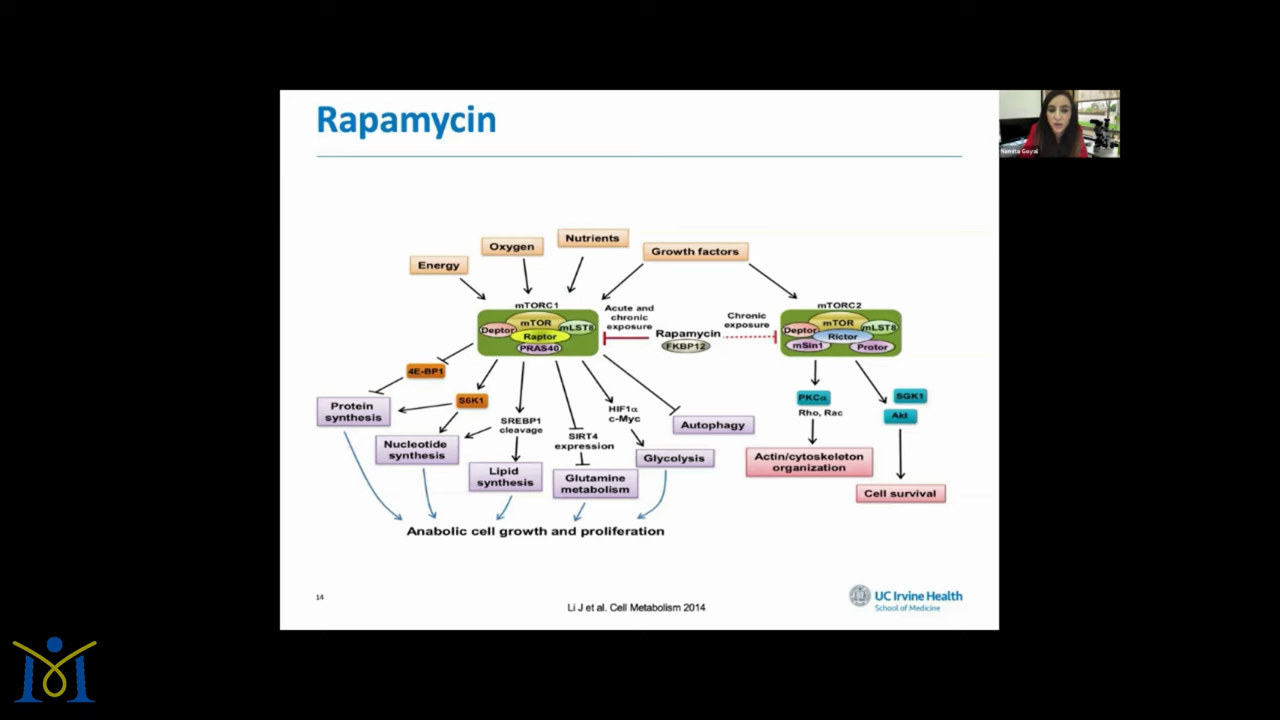 Rapamycin
Namita Goyal
Nutrients
Oxygen
Growth factors
Energy
mTORC1
mTORC2
Acute and
chronic
exposure
Chronic
exposure
mTOR
Deptor
mLST8
Raptor
PRAS40
Rapamycin
FKBP12
mTOR
Deptor
mLST8
Rictor
mSin1
Protor
4E-BP1
S6K1
Protein
synthesis
SREBP1
cleavage
HIF1α
c-Myc
PKCα
Rho, Rac
SGK1
Akt
Autophagy
SIRT4
expression
Nucleotide
synthesis
Glycolysis
Actin/cytoskeleton
organization
Lipid
synthesis
Glutamine
metabolism
Cell survival
Anabolic cell growth and proliferation
14
Li J et al. Cell Metabolism 2014
UC Irvine Health
School of Medicine